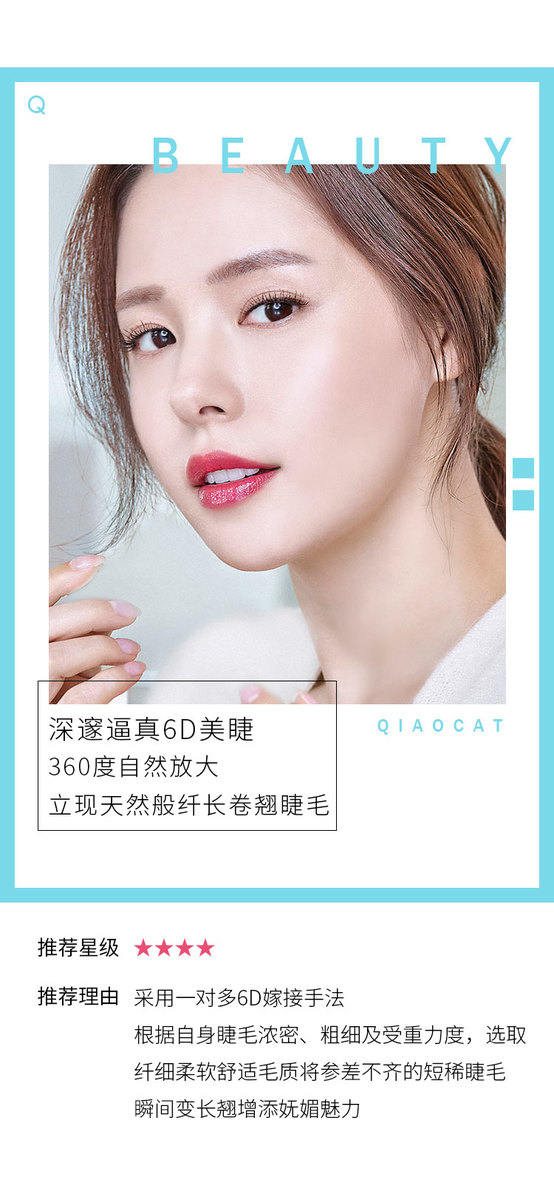 Q
BEAUTY
深邃逼真6D美睫
360度自然放大
立现天然般纤长卷翘睫毛
QIAOCAT
推荐星级 ★★★★
推荐理由 采用一对多6D嫁接手法
根据自身睫毛浓密、粗细及受重力度，选取
纤细柔软舒适毛质将参差不齐的短稀睫毛
瞬间变长翘增添妩媚魅力